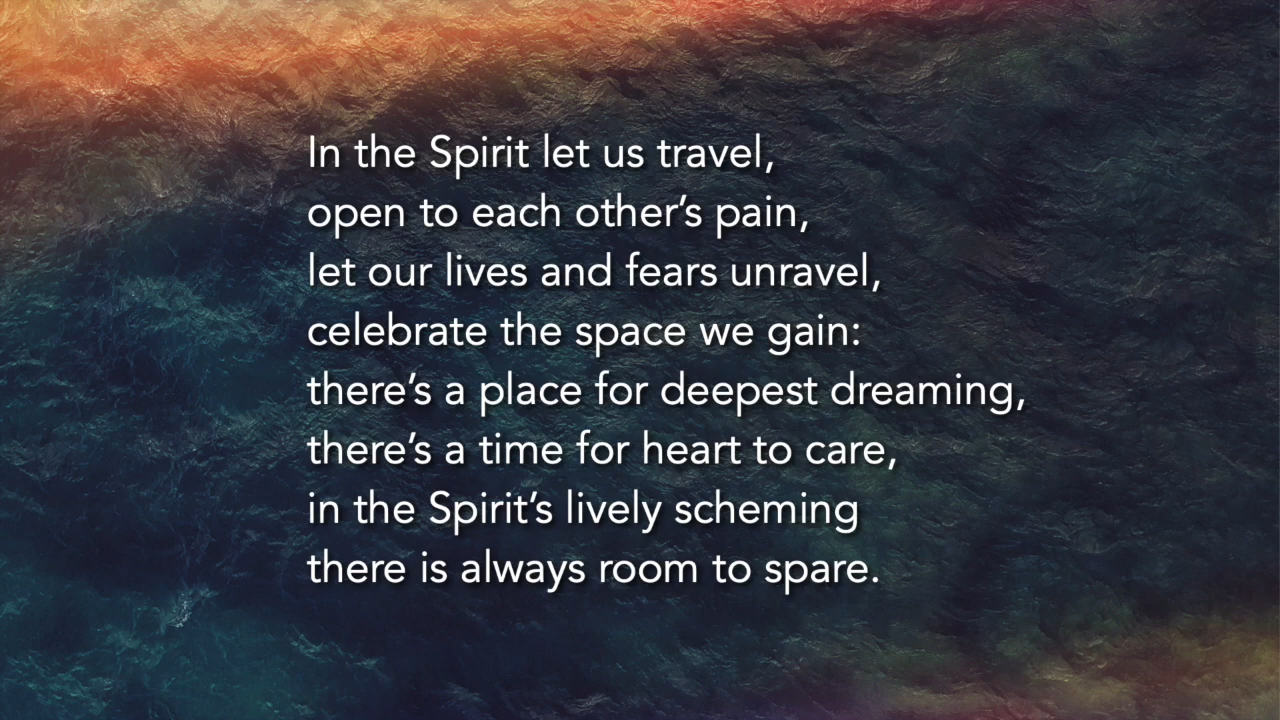 In the Spirit let us travel,
open to each other’s pain,
let our lives and fears unravel,
celebrate the space we gain:
there’s a place for deepest dreaming,
there’s a time for heart to care,
in the Spirit’s lively scheming
there is always room to spare.